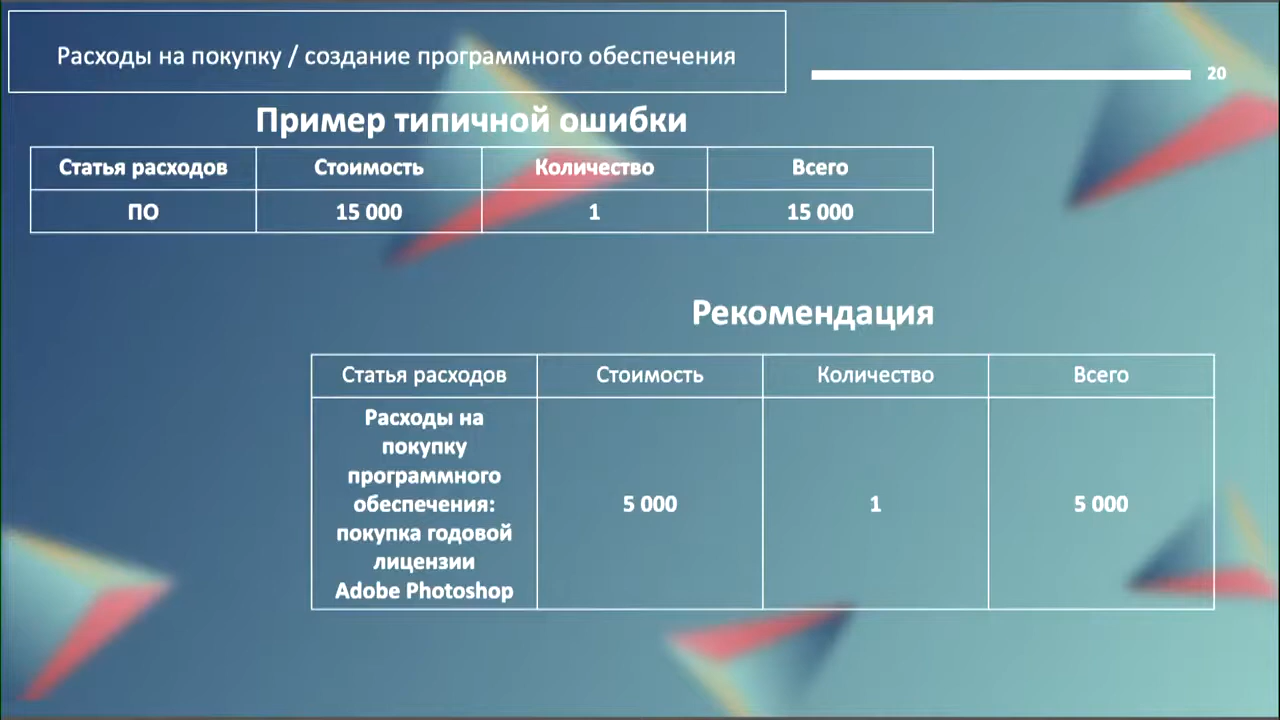 Расходы на покупку / создание программного обеспечения
20
Пример типичной ошибки
Статья расходов Стоимость Количество Всего
ПО 15 000 1 15 000
Рекомендация
Статья расходов Стоимость Количество Всего
Расходы на
покупку
программного
обеспечения:
покупка годовой
лицензии
Adobe Photoshop
5 000 1 5 000